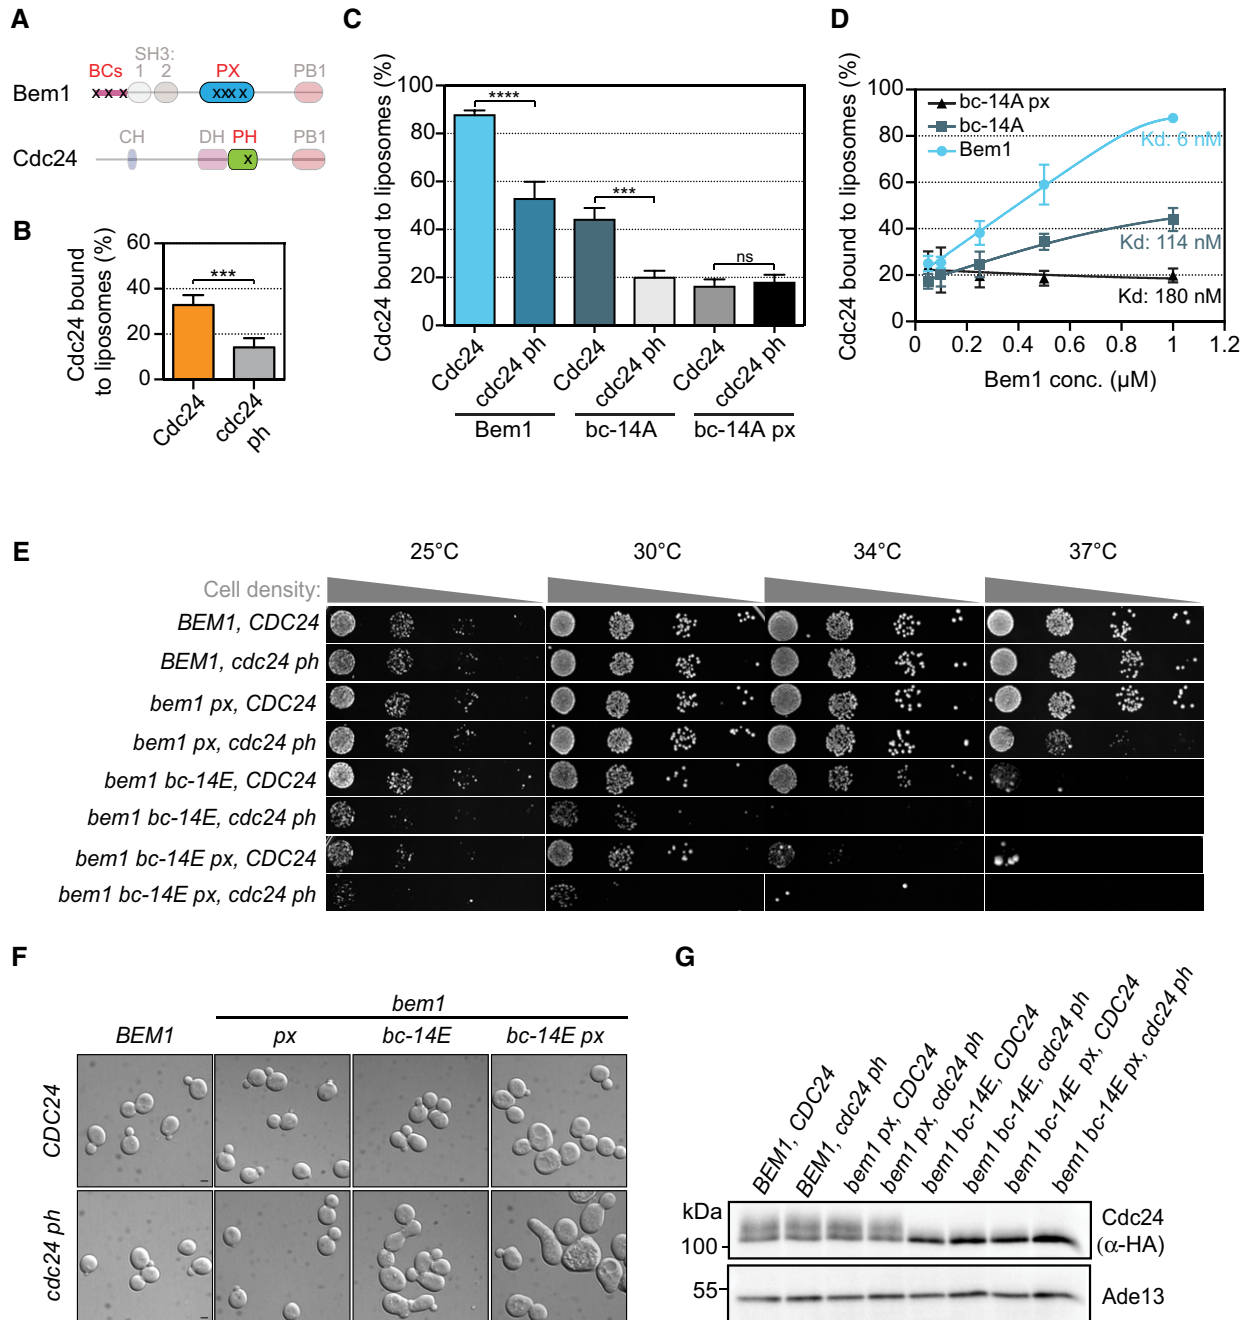 A
SH3:
BCs 1 2 PX PB1
Bem1 x x x xxx x
CH DH PH PB1
Cdc24 x
B
Cdc24 bound
to liposomes (%)
60
40
20
0
***
Cdc24
cdc24
ph
C
Cdc24 bound to liposomes (%)
100
80
60
40
20
0
****
***
ns
Cdc24
cdc24 ph
Cdc24
cdc24 ph
Cdc24
cdc24 ph
Bem1
bc-14A
bc-14A px
D
Cdc24 bound to liposomes (%)
100
80
60
40
20
0
bc-14A px
bc-14A
Bem1
Kd: 6 nM
Kd: 114 nM
Kd: 180 nM
0 0.2 0.4 0.6 0.8 1.0 1.2
Bem1 conc. (µM)
E
25°C 30°C 34°C 37°C
Cell density:
BEM1, CDC24
BEM1, cdc24 ph
bem1 px, CDC24
bem1 px, cdc24 ph
bem1 bc-14E, CDC24
bem1 bc-14E, cdc24 ph
bem1 bc-14E px, CDC24
bem1 bc-14E px, cdc24 ph
F
bem1
BEM1 px bc-14E bc-14E px
CDC24
cdc24 ph
G
BEM1, CDC24
BEM1, cdc24 ph
bem1 px, CDC24
bem1 px, cdc24 ph
bem1 bc-14E, CDC24
bem1 bc-14E, cdc24 ph
bem1 bc-14E px, CDC24
bem1 bc-14E px, cdc24 ph
kDa
100
55
Cdc24
(α-HA)
Ade13